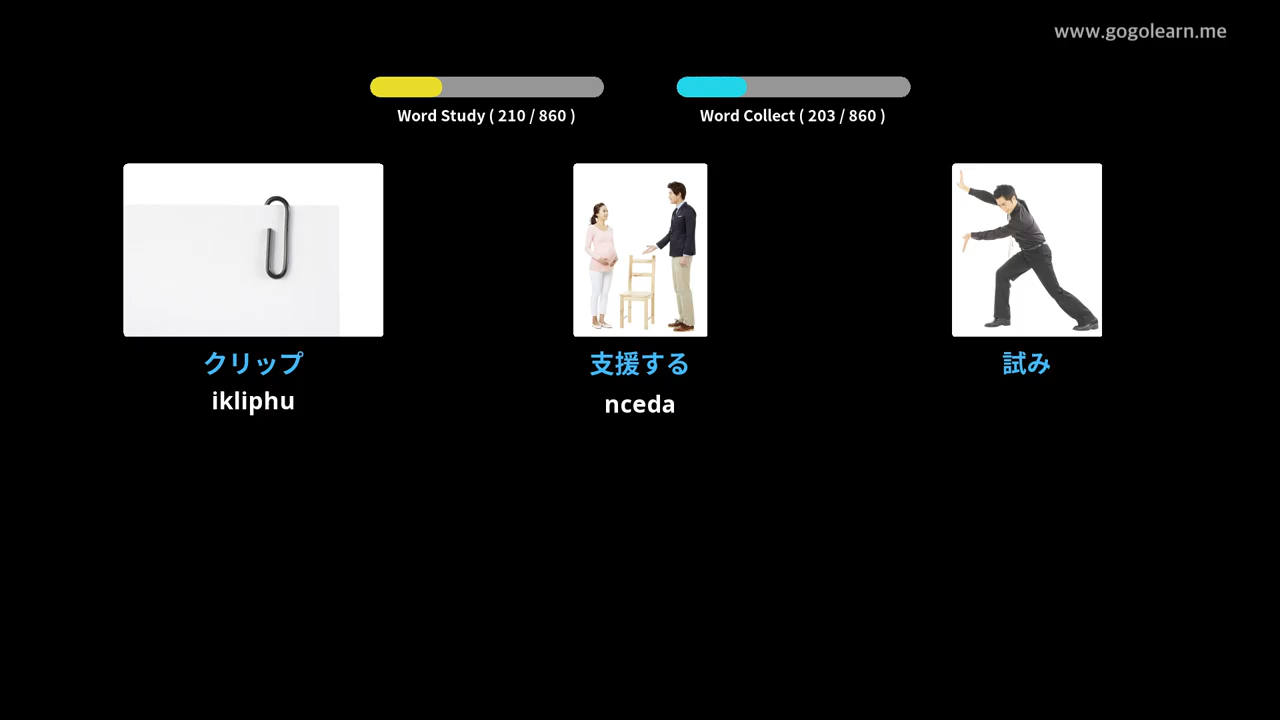 www.gogolearn.me
Word Study ( 210 / 860 )
Word Collect ( 203 / 860 )
クリップ
ikliphu
支援する
nceda
試み